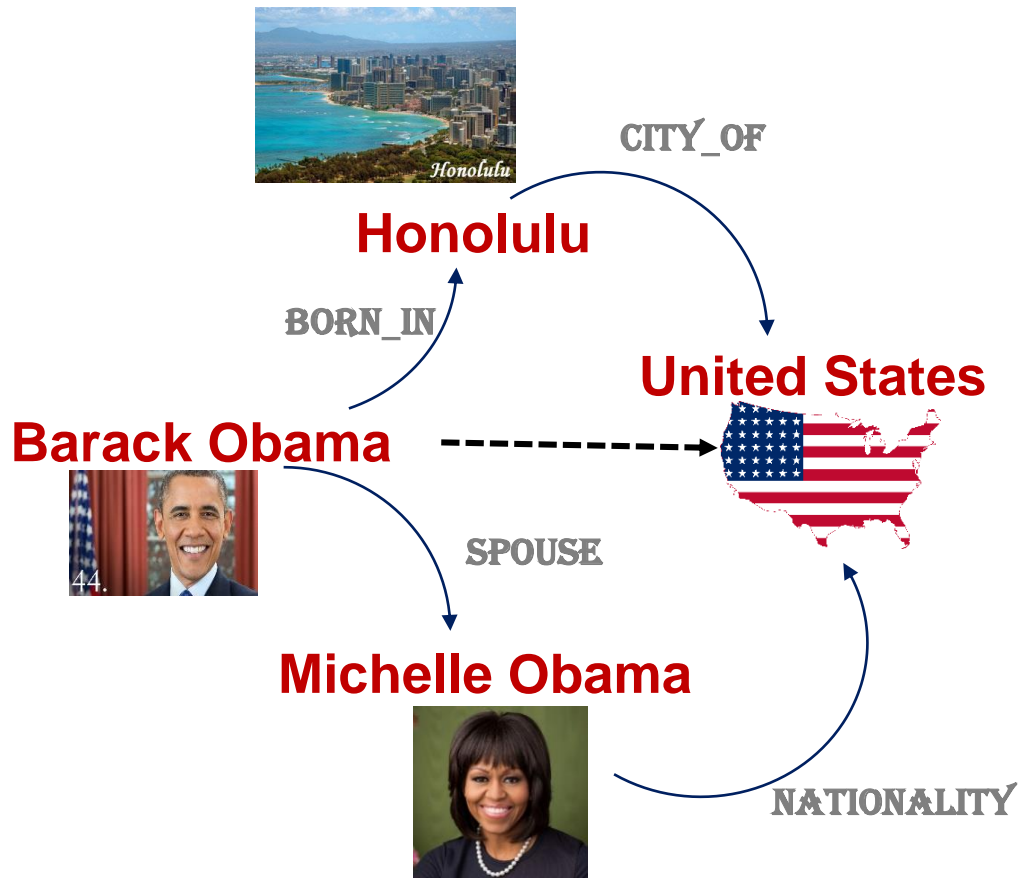 Honolulu
CITY_OF
Honolulu
BORN_IN
United States
Barack Obama
44.
SPOUSE
Michelle Obama
NATIONALITY